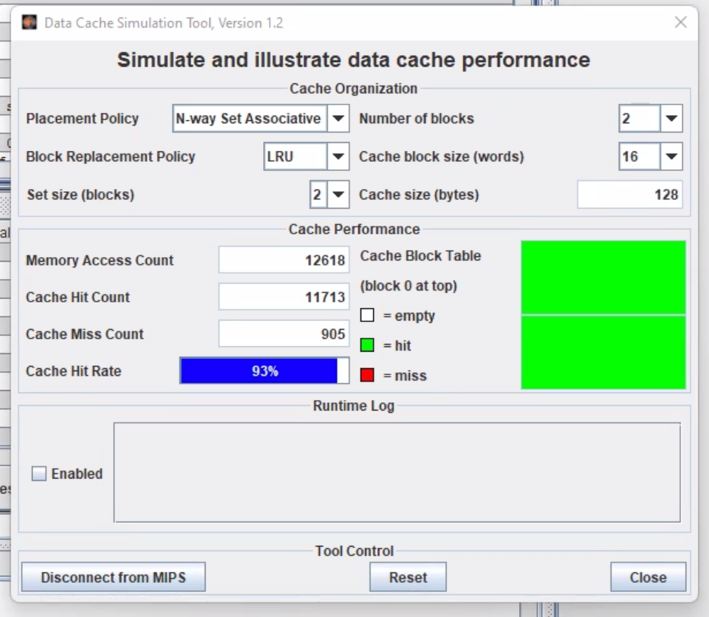 Data Cache Simulation Tool, Version 1.2
Simulate and illustrate data cache performance
Cache Organization
Placement Policy N-way Set Associative Number of blocks 2
Block Replacement Policy LRU Cache block size (words) 16
Set size (blocks) 2 Cache size (bytes) 128
Cache Performance
Memory Access Count 12618 Cache Block Table
(block 0 at top)
Cache Hit Count 11713
= empty
Cache Miss Count 905
= hit
Cache Hit Rate 93%
= miss
Runtime Log
Enabled
Tool Control
Disconnect from MIPS Reset Close